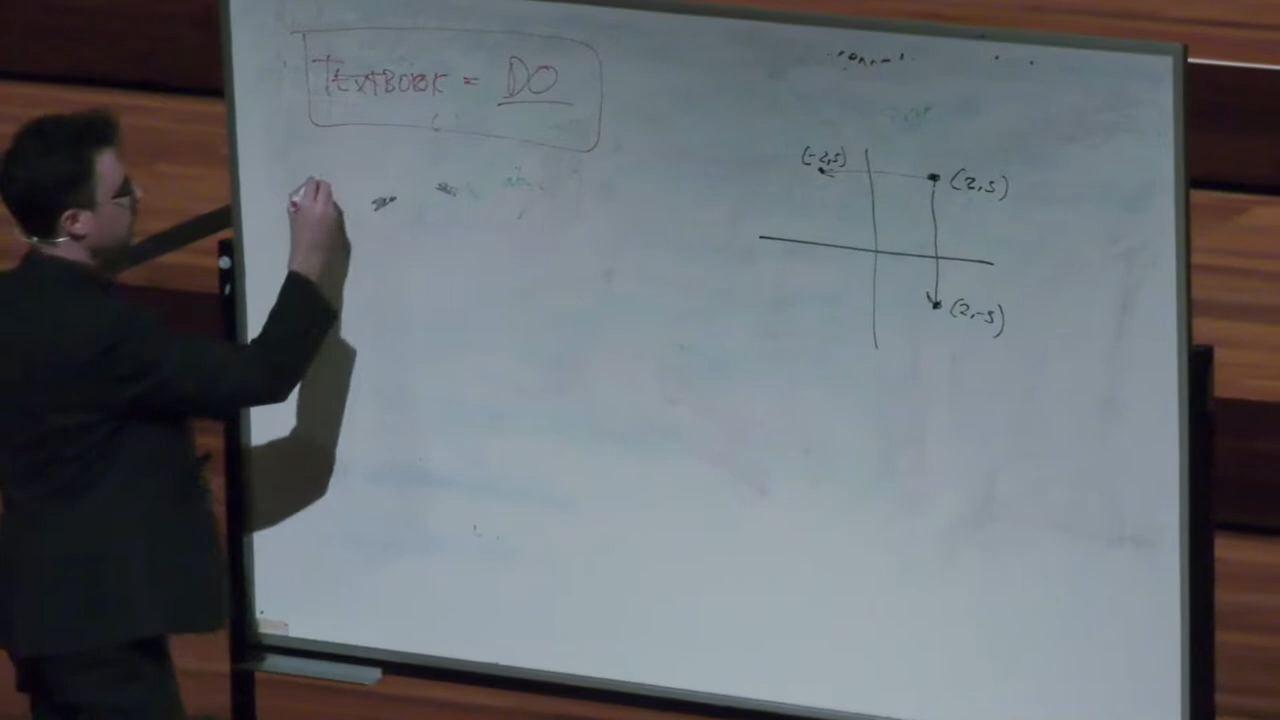 TEXTBOOK = DO
(-2,5)
(2,5)
(2,-5)